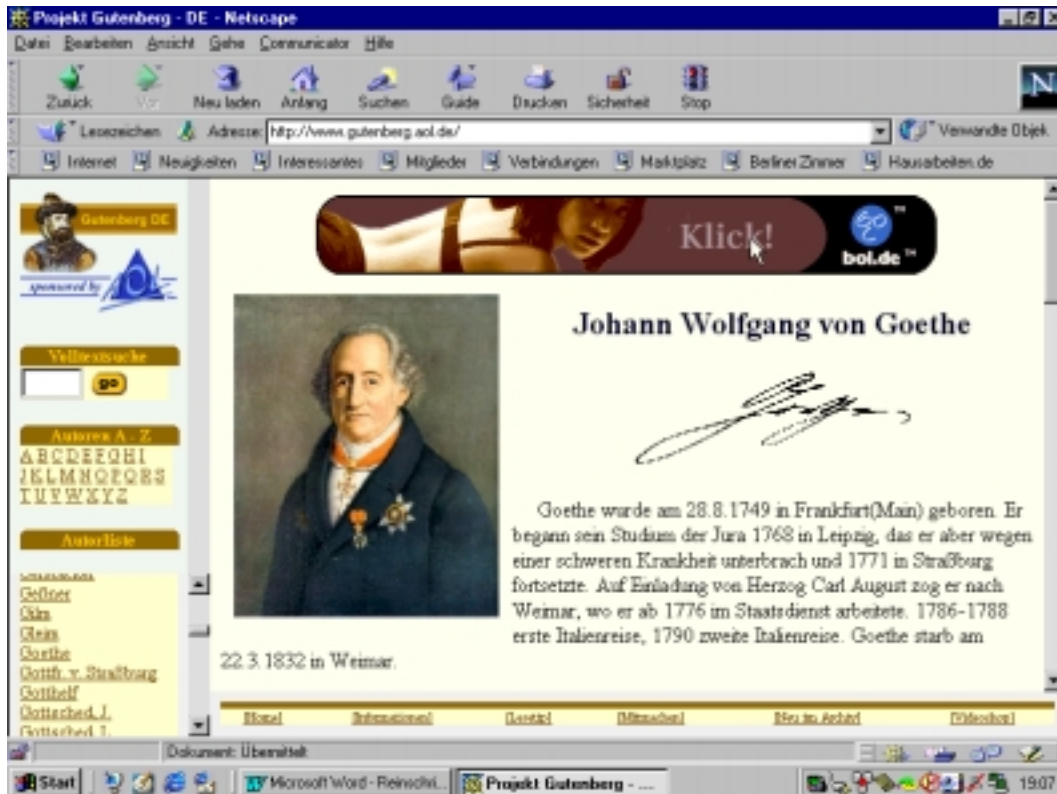 Projekt Gutenberg - DE - Netscape
Datei Bearbeiten Ansicht Gehe Communicator Hilfe
Zurück Vor Neu laden Anfang Suchen Guide Drucken Sicherheit Stop
N
Lesezeichen Adresse: http://www.gutenberg.aol.de/ Verwandte Objek
Internet Neuigkeiten Interessantes Mitglieder Verbindungen Marktplatz Berliner Zimmer Hausarbeiten.de
Gutenberg DE
sponsored by AOL
Klick!
bol.de™
Volltextsuche
go
Autoren A - Z
A B C D E F G H I
J K L M N O P Q R S
T U V W X Y Z
Autorliste
Geßner
Gilm
Gleim
Goethe
Gottfr. v. Straßburg
Gotthelf
Gottsched, J.
Gottsched, L.
Johann Wolfgang von Goethe
Goethe wurde am 28.8.1749 in Frankfurt(Main) geboren. Er
begann sein Studium der Jura 1768 in Leipzig, das er aber wegen
einer schweren Krankheit unterbrach und 1771 in Straßburg
fortsetzte. Auf Einladung von Herzog Carl August zog er nach
Weimar, wo er ab 1776 im Staatsdienst arbeitete. 1786-1788
erste Italienreise, 1790 zweite Italienreise. Goethe starb am
22.3.1832 in Weimar.
[Home] [Informationen] [Lesetip] [Mitmachen] [Neu im Archiv] [Videoshop]
Dokument: Übermittelt
Start Microsoft Word - Reinschri... Projekt Gutenberg - .... 19:07